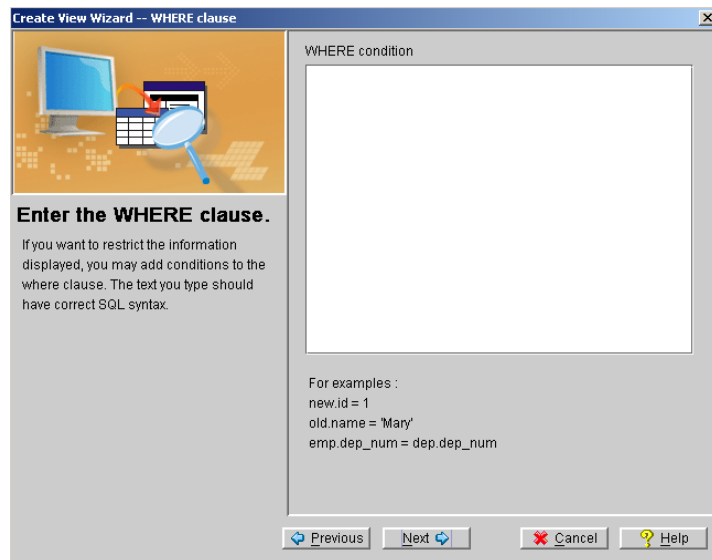 Create View Wizard -- WHERE clause
Enter the WHERE clause.
If you want to restrict the information
displayed, you may add conditions to the
where clause. The text you type should
have correct SQL syntax.
WHERE condition
For examples :
new.id = 1
old.name = 'Mary'
emp.dep_num = dep.dep_num
Previous
Next
Cancel
Help